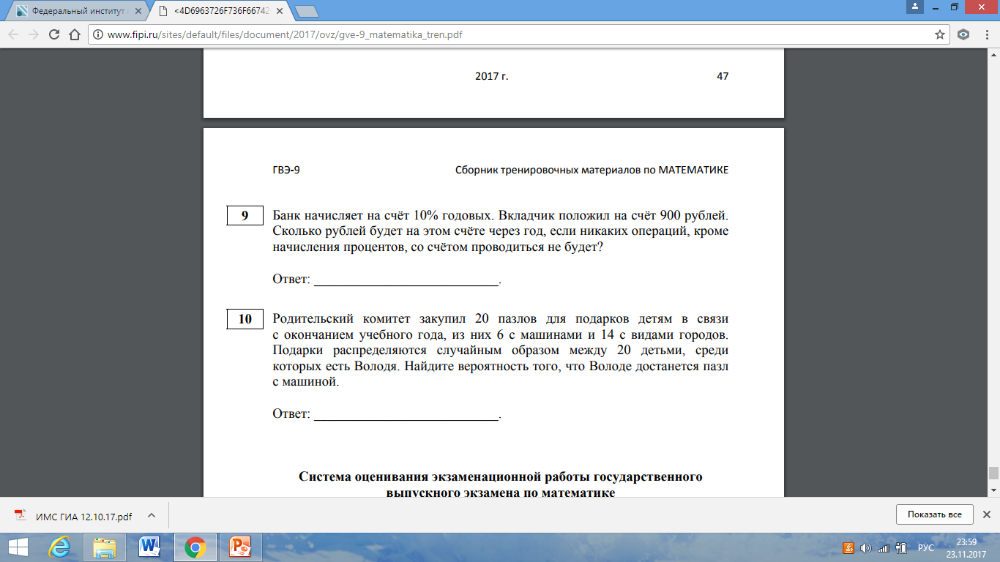 Федеральный институт
<4D6963726F736F66742
www.fipi.ru/sites/default/files/document/2017/ovz/gve-9_matematika_tren.pdf
2017 г. 47
ГВЭ-9 Сборник тренировочных материалов по МАТЕМАТИКЕ
9 Банк начисляет на счёт 10% годовых. Вкладчик положил на счёт 900 рублей.
Сколько рублей будет на этом счёте через год, если никаких операций, кроме
начисления процентов, со счётом проводиться не будет?
Ответ: ___________________________.
10 Родительский комитет закупил 20 пазлов для подарков детям в связи
с окончанием учебного года, из них 6 с машинами и 14 с видами городов.
Подарки распределяются случайным образом между 20 детьми, среди
которых есть Володя. Найдите вероятность того, что Володе достанется пазл
с машиной.
Ответ: ___________________________.
Система оценивания экзаменационной работы государственного
выпускного экзамена по математике
ИМС ГИА 12.10.17.pdf
Показать все
РУС
23:59
23.11.2017